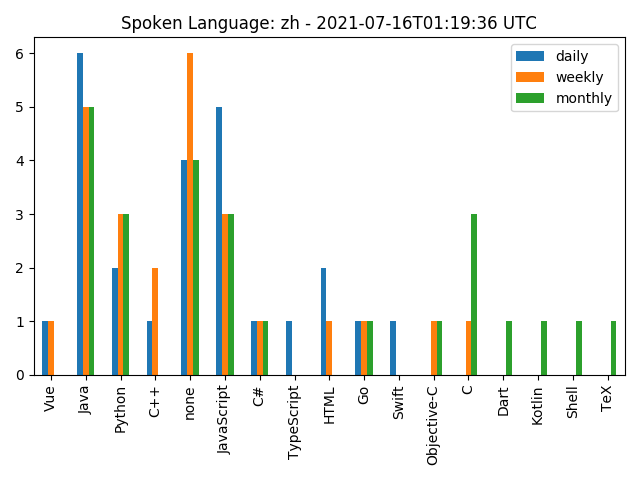 Spoken Language: zh - 2021-07-16T01:19:36 UTC
daily
weekly
monthly
6
5
4
3
2
1
0
Vue
Java
Python
C++
none
JavaScript
C#
TypeScript
HTML
Go
Swift
Objective-C
C
Dart
Kotlin
Shell
TeX